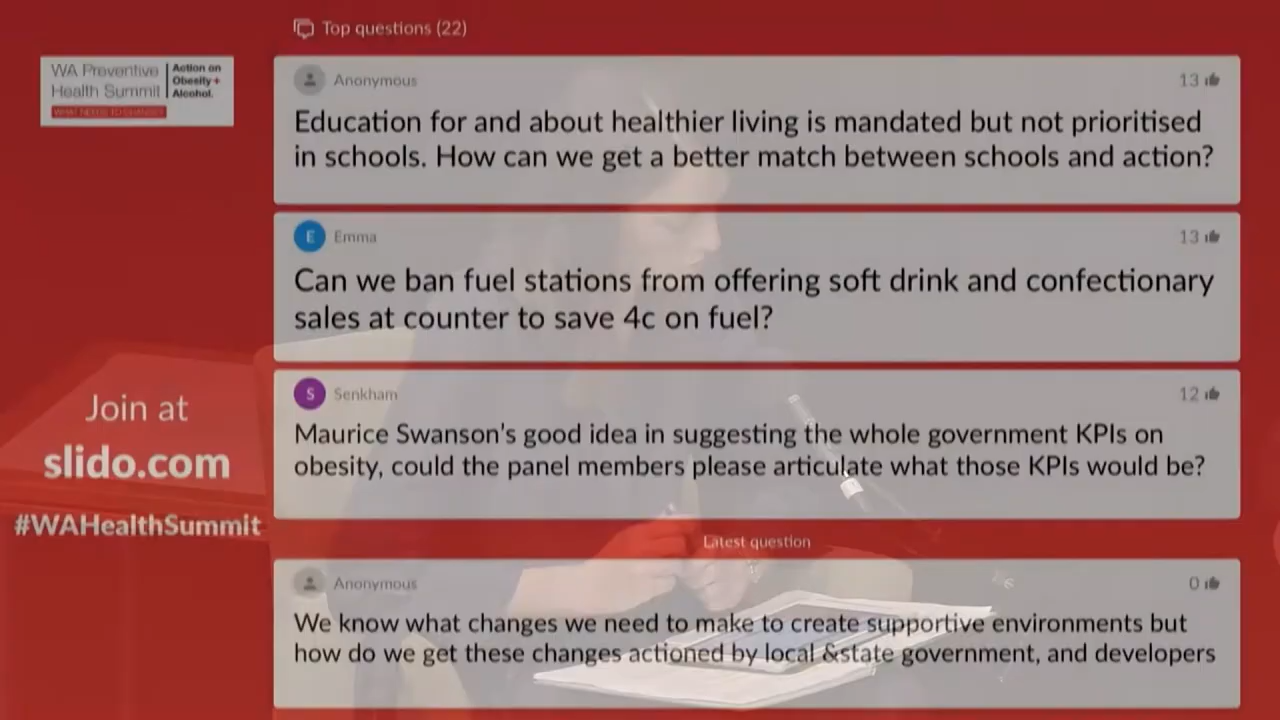 Top questions (22)
WA Preventive
Health Summit
Action on
Obesity+
Alcohol.
WHAT NEEDS TO CHANGE?
Anonymous
13
Education for and about healthier living is mandated but not prioritised
in schools. How can we get a better match between schools and action?
E
Emma
13
Can we ban fuel stations from offering soft drink and confectionary
sales at counter to save 4c on fuel?
S
Senkham
12
Maurice Swanson's good idea in suggesting the whole government KPIs on
obesity, could the panel members please articulate what those KPIs would be?
Join at
slido.com
#WAHealthSummit
Latest question
Anonymous
0
We know what changes we need to make to create supportive environments but
how do we get these changes actioned by local &state government, and developers